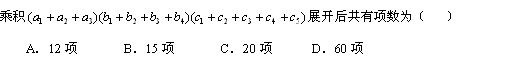 乘积(a₁+a₂+a₃)(b₁+b₂+b₃+b₄)(c₁+c₂+c₃+c₄+c₅)展开后共有项数为（ ）
A. 12 项 B. 15 项 C. 20 项 D. 60 项